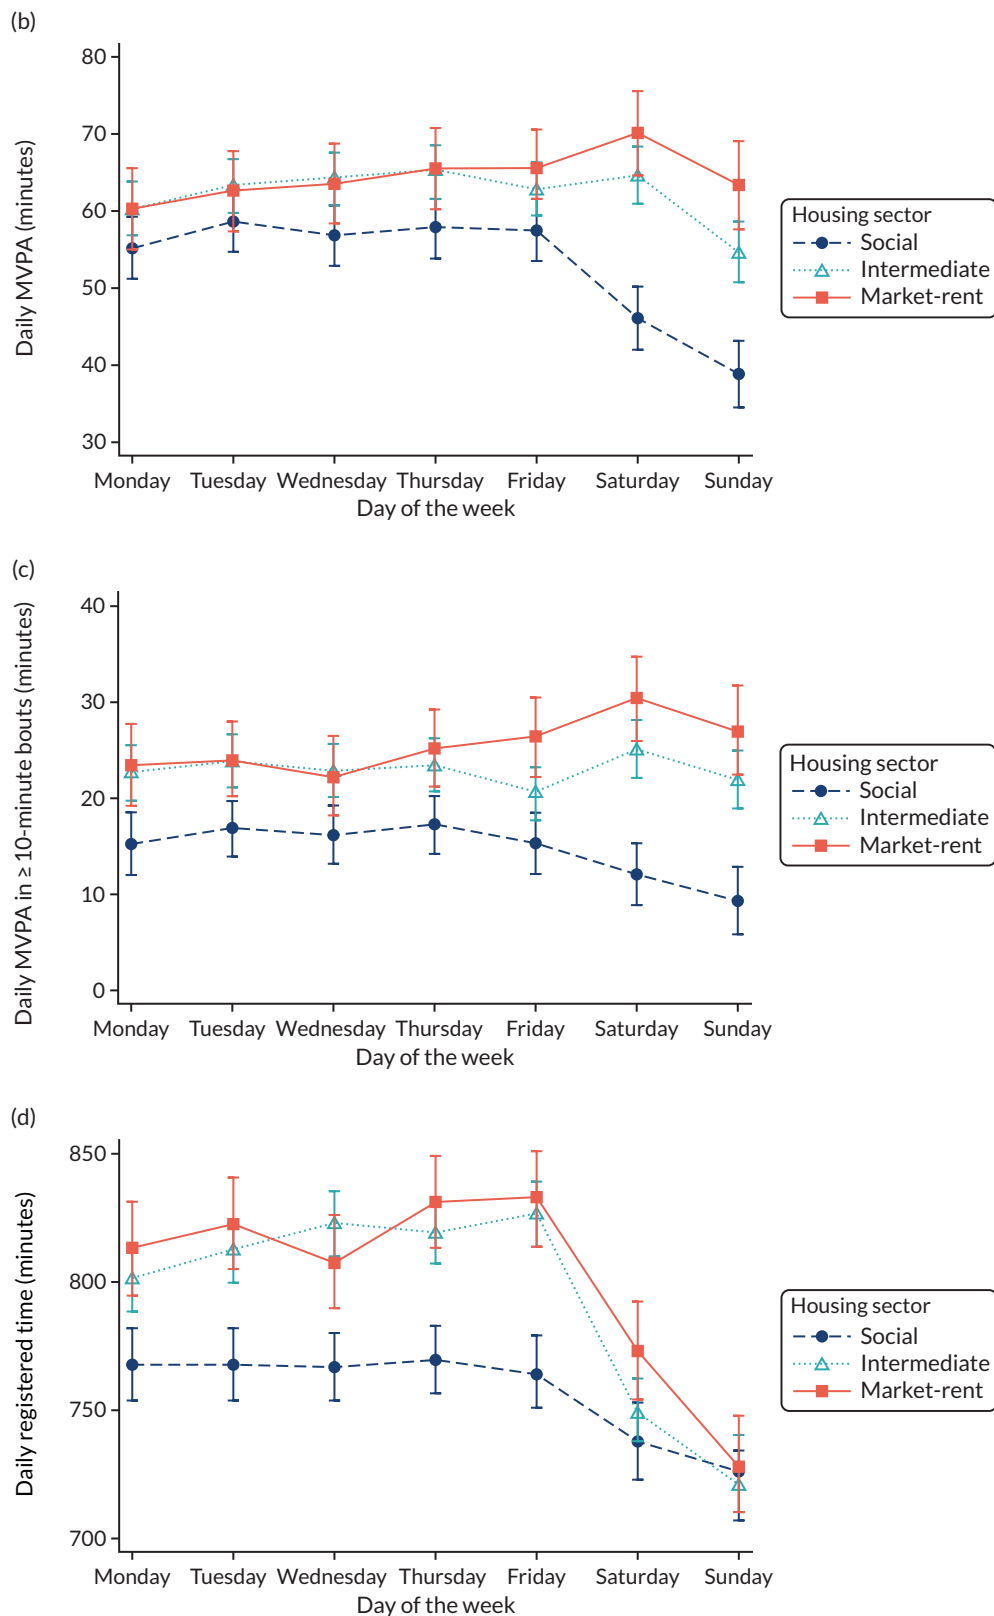 (b)
Daily MVPA (minutes)
80
70
60
50
40
30
Monday Tuesday Wednesday Thursday Friday Saturday Sunday
Day of the week
Housing sector
Social
Intermediate
Market-rent
(c)
Daily MVPA in ≥ 10-minute bouts (minutes)
40
30
20
10
0
Monday Tuesday Wednesday Thursday Friday Saturday Sunday
Day of the week
Housing sector
Social
Intermediate
Market-rent
(d)
Daily registered time (minutes)
850
800
750
700
Monday Tuesday Wednesday Thursday Friday Saturday Sunday
Day of the week
Housing sector
Social
Intermediate
Market-rent